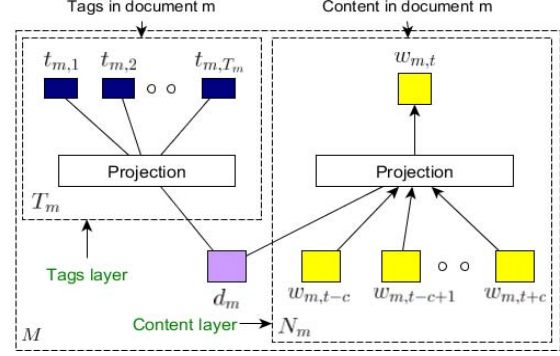 Tags in document m
Content in document m
t_{m,1} t_{m,2} t_{m,T_m}
w_{m,t}
Projection
Projection
T_m
Tags layer
d_m
w_{m,t-c} w_{m,t-c+1} w_{m,t+c}
M
Content layer
N_m